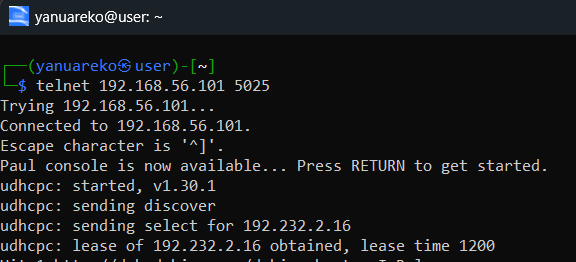 yanuareko@user: ~
┌──(yanuareko㉿user)-[~]
└─$ telnet 192.168.56.101 5025
Trying 192.168.56.101...
Connected to 192.168.56.101.
Escape character is '^]'.
Paul console is now available... Press RETURN to get started.
udhcpc: started, v1.30.1
udhcpc: sending discover
udhcpc: sending select for 192.232.2.16
udhcpc: lease of 192.232.2.16 obtained, lease time 1200